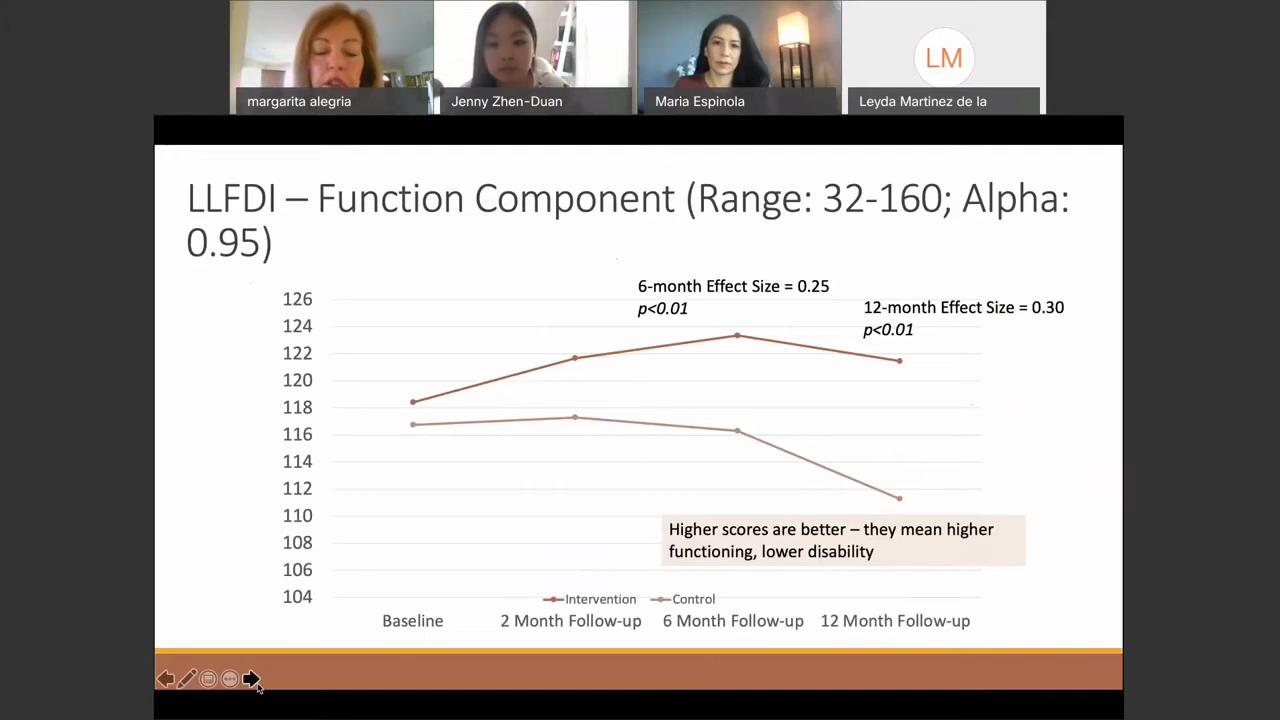 margarita alegria
Jenny Zhen-Duan
Maria Espinola
LM
Leyda Martinez de la
LLFDI – Function Component (Range: 32-160; Alpha:
0.95)
6-month Effect Size = 0.25
p<0.01
12-month Effect Size = 0.30
p<0.01
126
124
122
120
118
116
114
112
110
108
106
104
Higher scores are better – they mean higher
functioning, lower disability
Intervention Control
Baseline 2 Month Follow-up 6 Month Follow-up 12 Month Follow-up